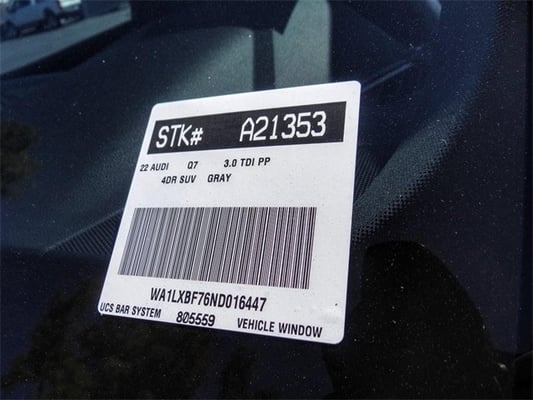 STK# A21353
22 AUDI Q7 3.0 TDI PP
4DR SUV GRAY
WA1LXBF76ND016447
UCS BAR SYSTEM 805559 VEHICLE WINDOW